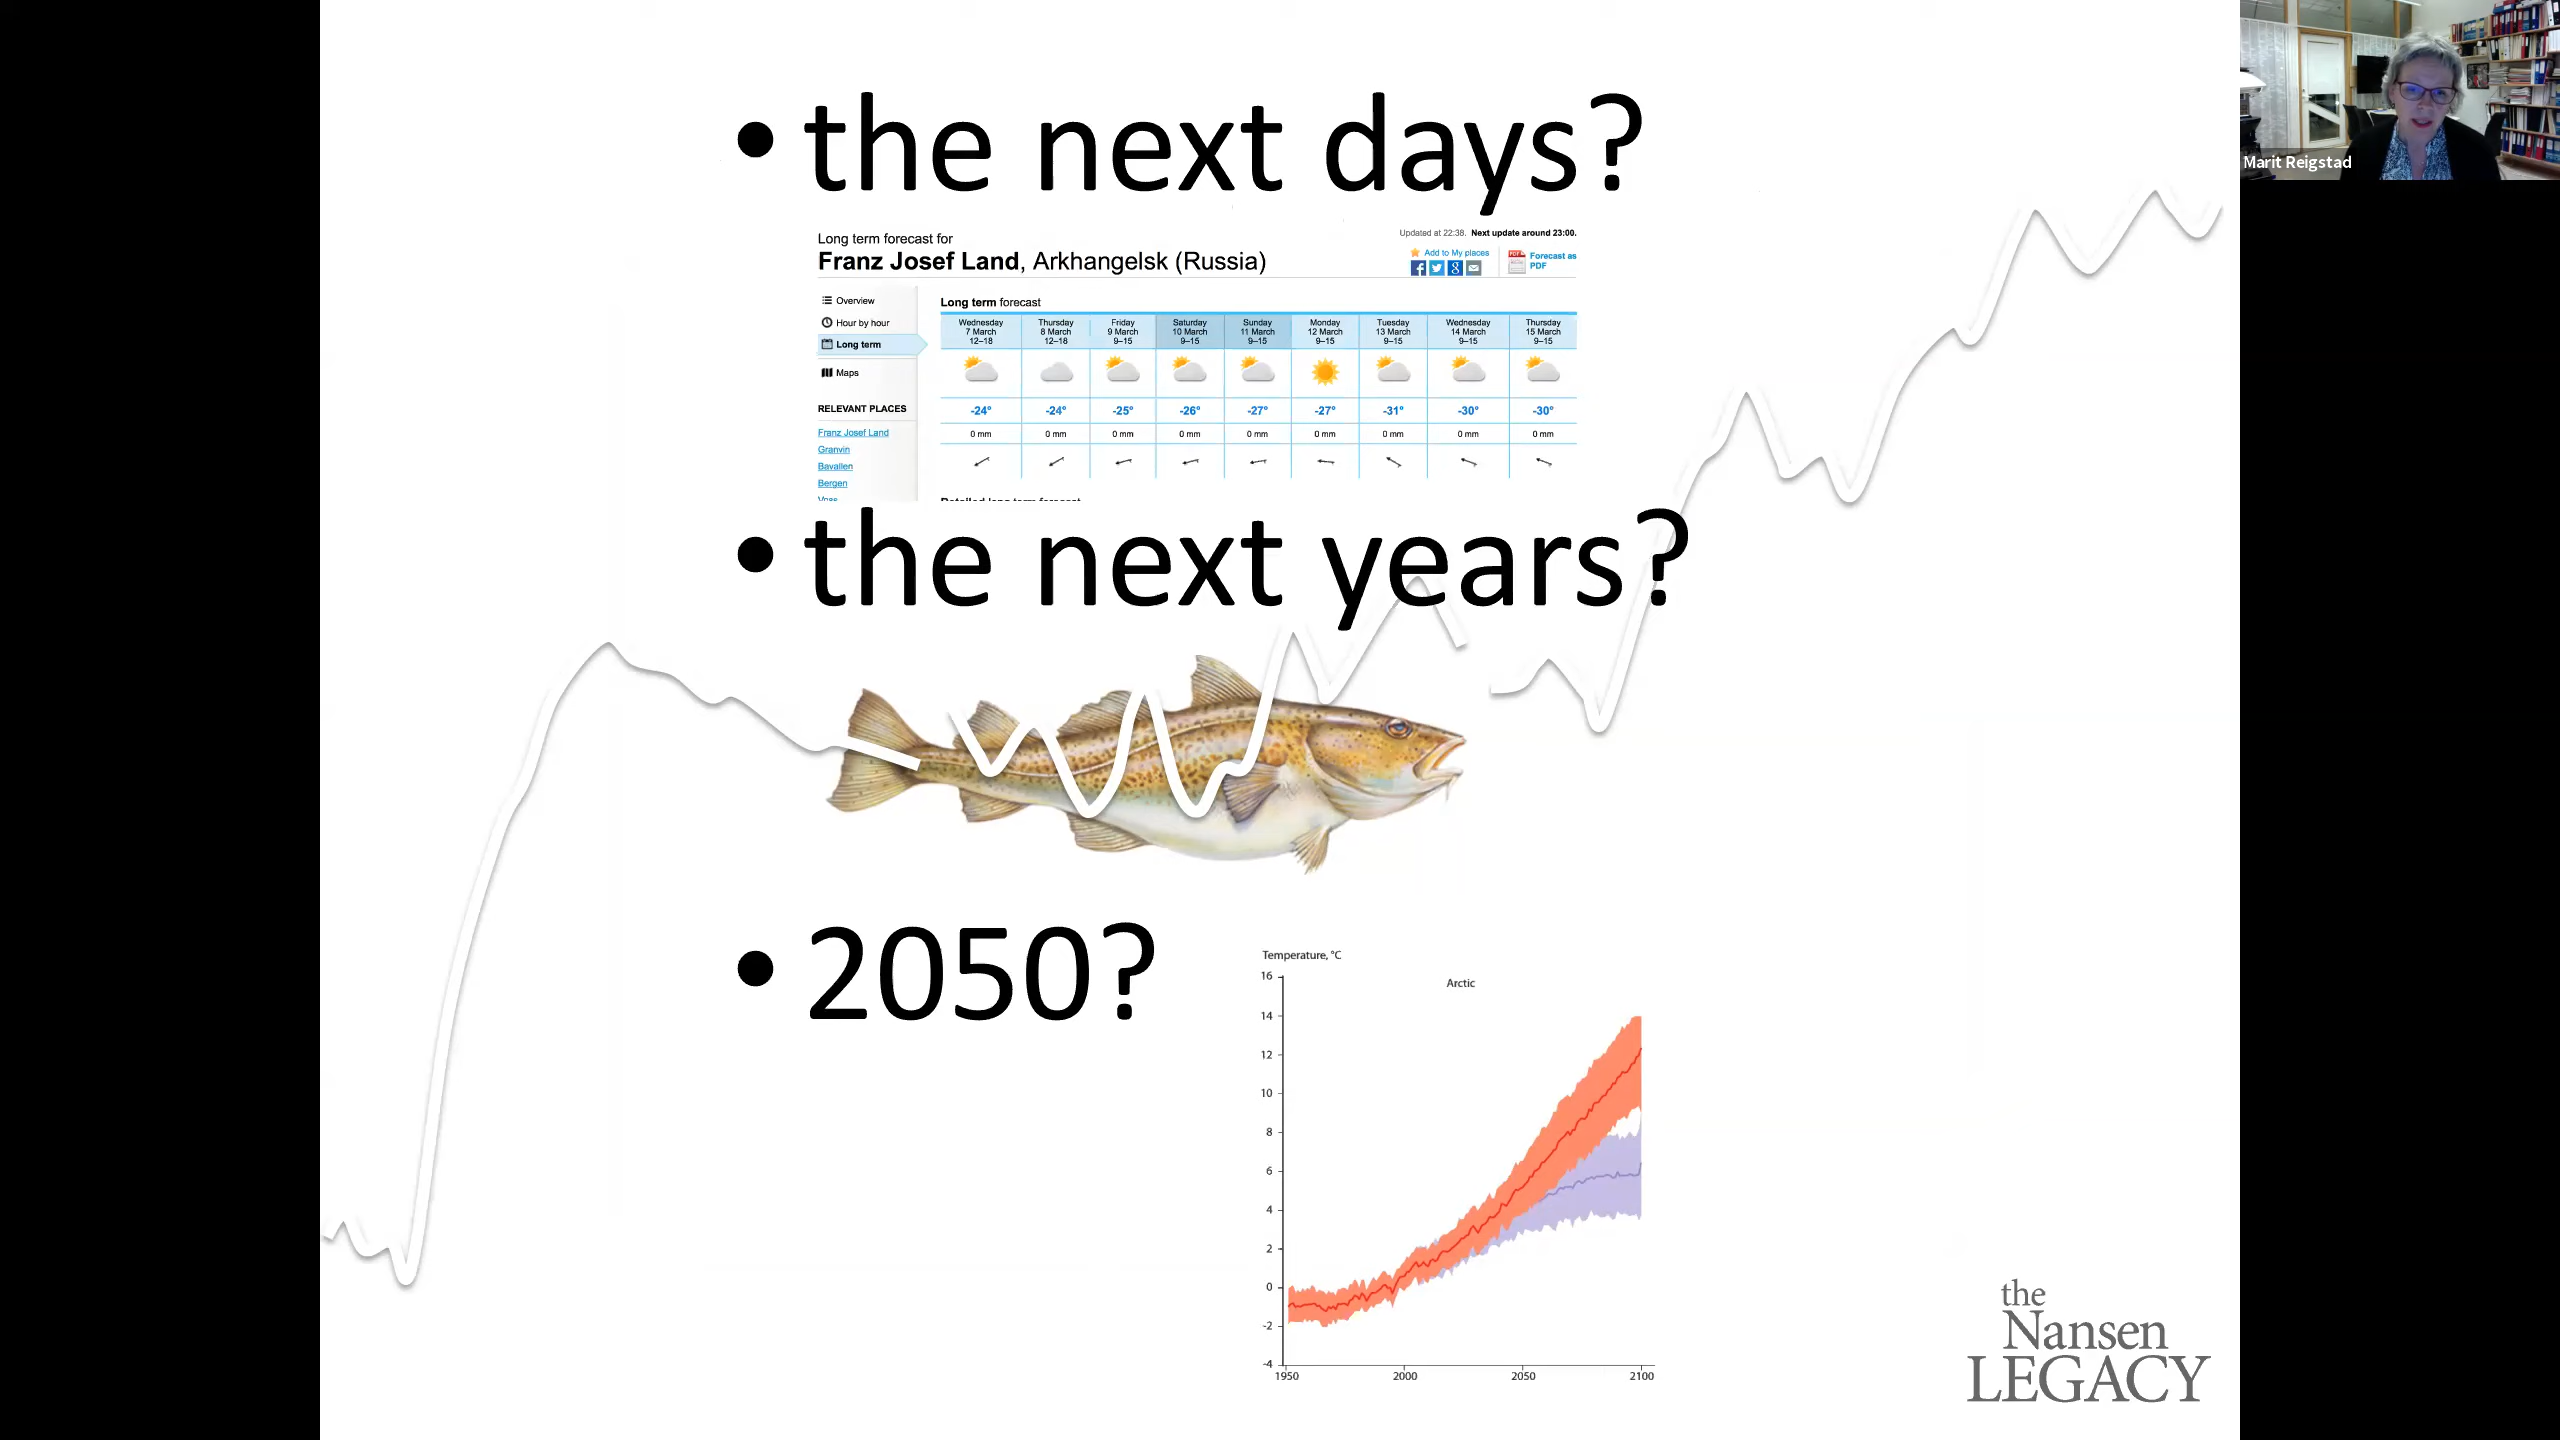 • the next days?
Marit Reigstad
Long term forecast for
Updated at 22:38. Next update around 23:00.
Franz Josef Land, Arkhangelsk (Russia)
Add to My places
Forecast as
PDF
Overview
Hour by hour
Long term
Maps
RELEVANT PLACES
Franz Josef Land
Granvin
Bavallen
Bergen
Voss
Long term forecast
Wednesday Thursday Friday Saturday Sunday Monday Tuesday Wednesday Thursday
7 March 8 March 9 March 10 March 11 March 12 March 13 March 14 March 15 March
12–18 12–18 9–15 9–15 9–15 9–15 9–15 9–15 9–15
-24° -24° -25° -26° -27° -27° -31° -30° -30°
0 mm 0 mm 0 mm 0 mm 0 mm 0 mm 0 mm 0 mm 0 mm
Detailed long term forecast
• the next years?
• 2050?
Temperature, °C
Arctic
16
14
12
10
8
6
4
2
0
-2
-4
1950 2000 2050 2100
the
Nansen
LEGACY